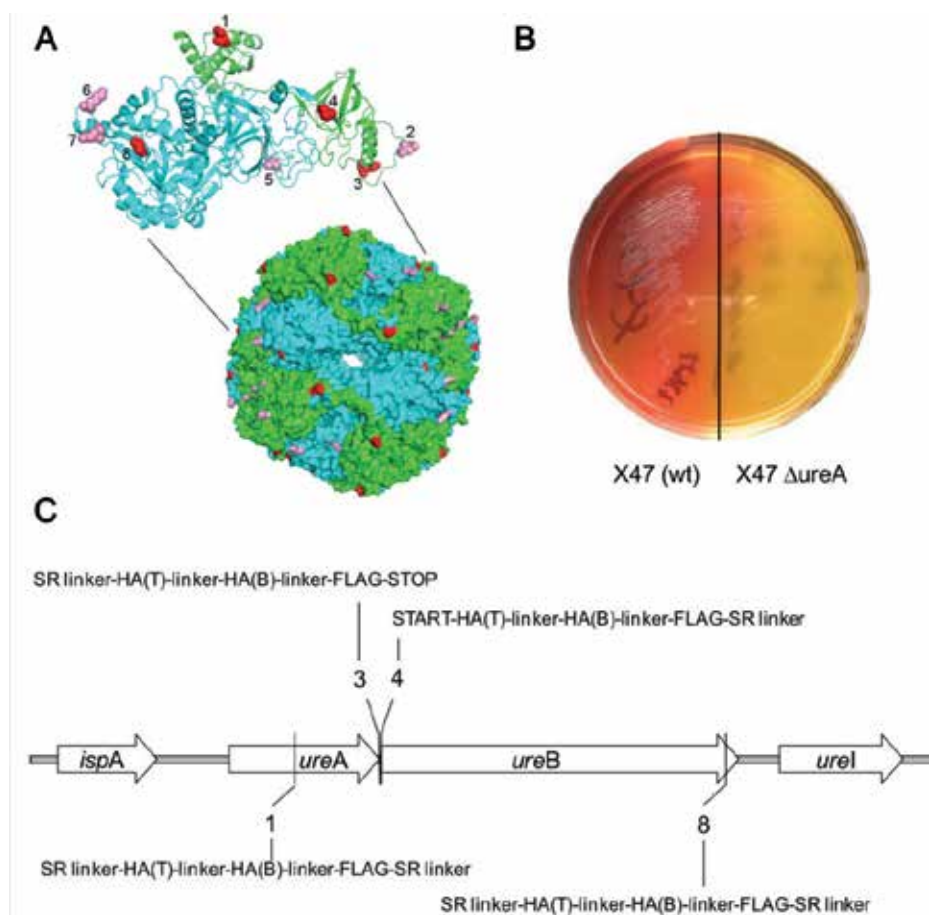 A
B
1
6
4
7
2
5
3
X47 (wt)
X47 ΔureA
C
SR linker-HA(T)-linker-HA(B)-linker-FLAG-STOP
START-HA(T)-linker-HA(B)-linker-FLAG-SR linker
3
4
ispA
ureA
ureB
ureI
1
8
SR linker-HA(T)-linker-HA(B)-linker-FLAG-SR linker
SR linker-HA(T)-linker-HA(B)-linker-FLAG-SR linker